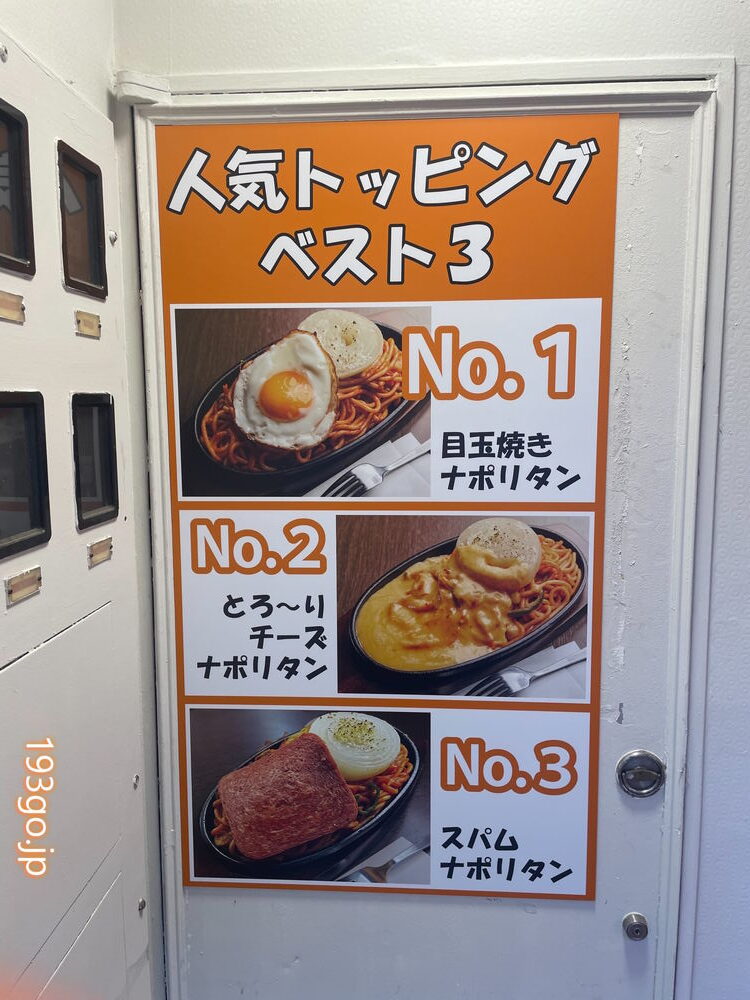 人気トッピング
ベスト3
No.1
目玉焼き
ナポリタン
No.2
とろ〜り
チーズ
ナポリタン
No.3
スパム
ナポリタン
193go.jp